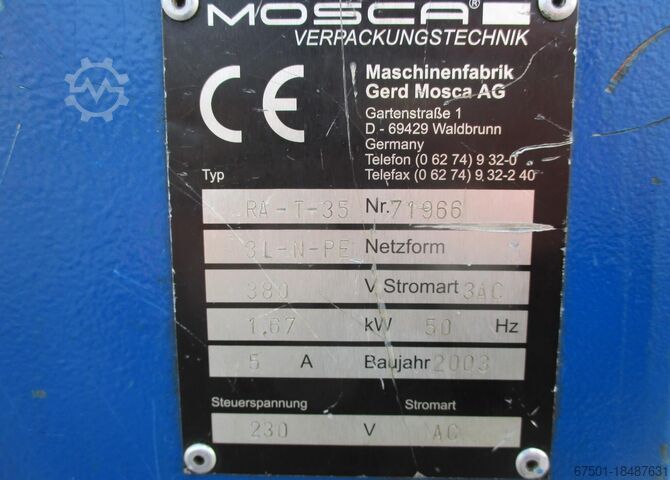 MOSCA®
VERPACKUNGSTECHNIK
CE
Maschinenfabrik
Gerd Mosca AG
Gartenstraße 1
D - 69429 Waldbrunn
Germany
Telefon (0 62 74) 9 32-0
Telefax (0 62 74) 9 32-2 40
Typ
RA-T-35 Nr. 71966
3L-N-PE Netzform
380 V Stromart 3AC
1,67 kW 50 Hz
5 A Baujahr 2003
Steuerspannung Stromart
230 V AC
67501-18487631